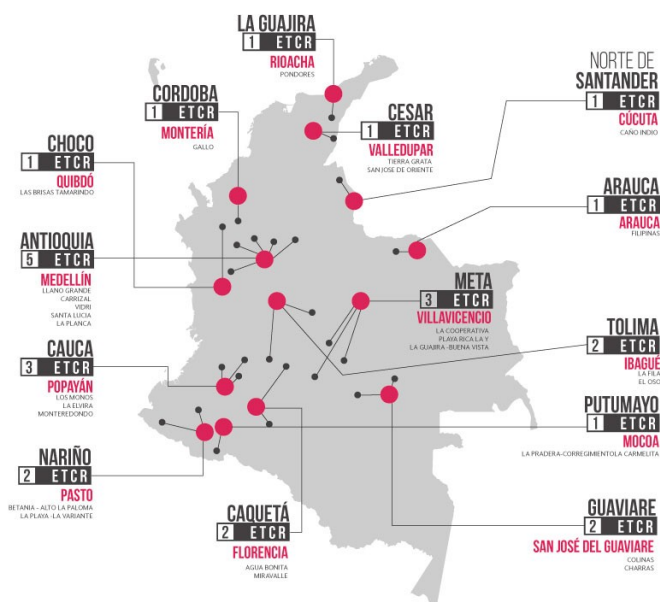 LA GUAJIRA
1 ETCR
RIOACHA
PONDORES
NORTE DE
SANTANDER
1 ETCR
CÚCUTA
CAÑO INDIO
CORDOBA
1 ETCR
MONTERÍA
GALLO
CESAR
1 ETCR
VALLEDUPAR
TIERRA GRATA
SAN JOSE DE ORIENTE
CHOCO
1 ETCR
QUIBDÓ
LAS BRISAS TAMARINDO
ARAUCA
1 ETCR
ARAUCA
FILIPINAS
ANTIOQUIA
5 ETCR
MEDELLÍN
LLANO GRANDE
CARRIZAL
VIDRI
SANTA LUCIA
LA PLANCA
META
3 ETCR
VILLAVICENCIO
LA COOPERATIVA
PLAYA RICA LA Y
LA GUAJIRA -BUENA VISTA
TOLIMA
2 ETCR
IBAGUÉ
LA FILA
EL OSO
CAUCA
3 ETCR
POPAYÁN
LOS MONOS
LA ELVIRA
MONTEREDONDO
PUTUMAYO
1 ETCR
MOCOA
LA PRADERA-CORREGIMIENTOLA CARMELITA
NARIÑO
2 ETCR
PASTO
BETANIA - ALTO LA PALOMA
LA PLAYA -LA VARIANTE
CAQUETÁ
2 ETCR
FLORENCIA
AGUA BONITA
MIRAVALLE
GUAVIARE
2 ETCR
SAN JOSÉ DEL GUAVIARE
COLINAS
CHARRAS